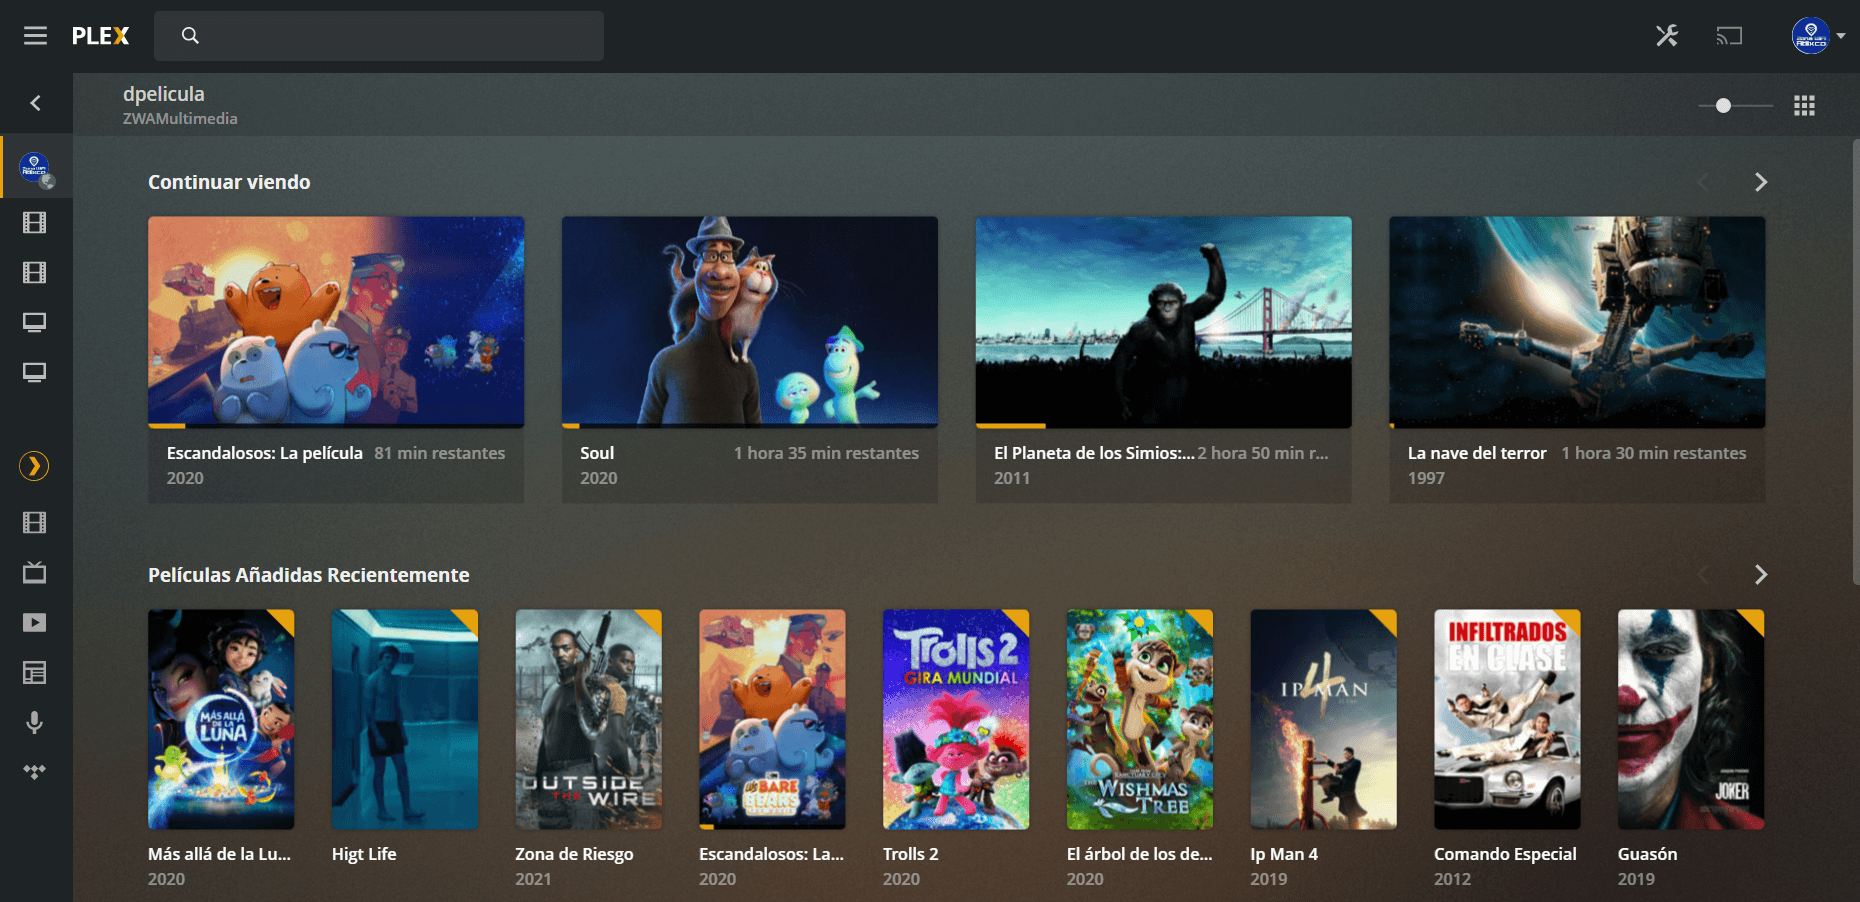 PLEX
dpelicula
ZWAMultimedia
Continuar viendo
Escandalosos: La película 81 min restantes
2020
Soul 1 hora 35 min restantes
2020
El Planeta de los Simios:... 2 hora 50 min r...
2011
La nave del terror 1 hora 30 min restantes
1997
Películas Añadidas Recientemente
MÁS ALLÁ
DE LA
LUNA
OUTSIDE
THE WIRE
WE BARE
BEARS
TROLLS 2
GIRA MUNDIAL
THE
WISHMAS
TREE
IP MAN
4
INFILTRADOS
EN CLASE
JOKER
Más allá de la Lu...
2020
Higt Life
Zona de Riesgo
2021
Escandalosos: La...
2020
Trolls 2
2020
El árbol de los de...
2020
Ip Man 4
2019
Comando Especial
2012
Guasón
2019